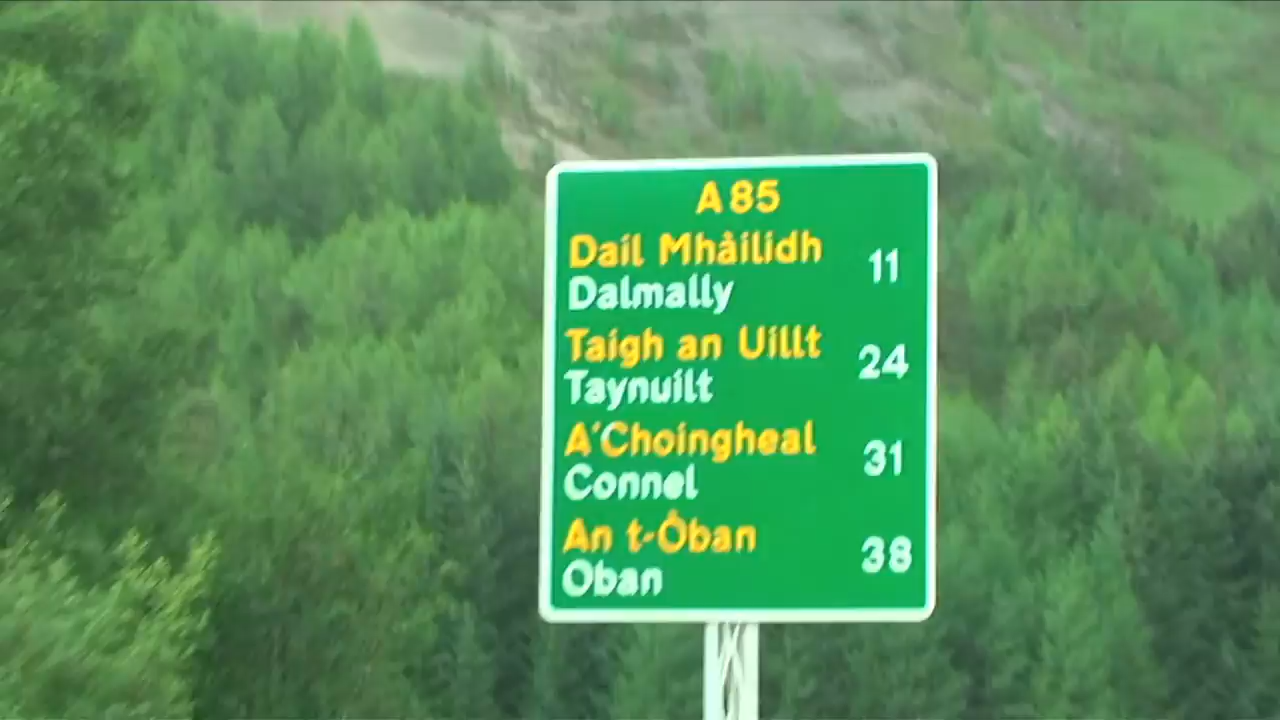 A85
Dail Mhàilidh
Dalmally 11
Taigh an Uillt
Taynuilt 24
A'Choingheal
Connel 31
An t-Òban
Oban 38